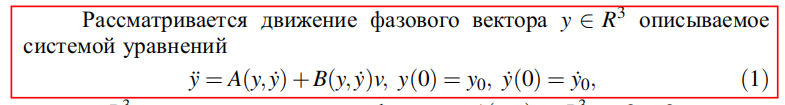 Рассматривается движение фазового вектора y ∈ R³ описываемое
системой уравнений
ÿ = A(y,ẏ) + B(y,ẏ)v, y(0) = y₀, ẏ(0) = ẏ₀, (1)